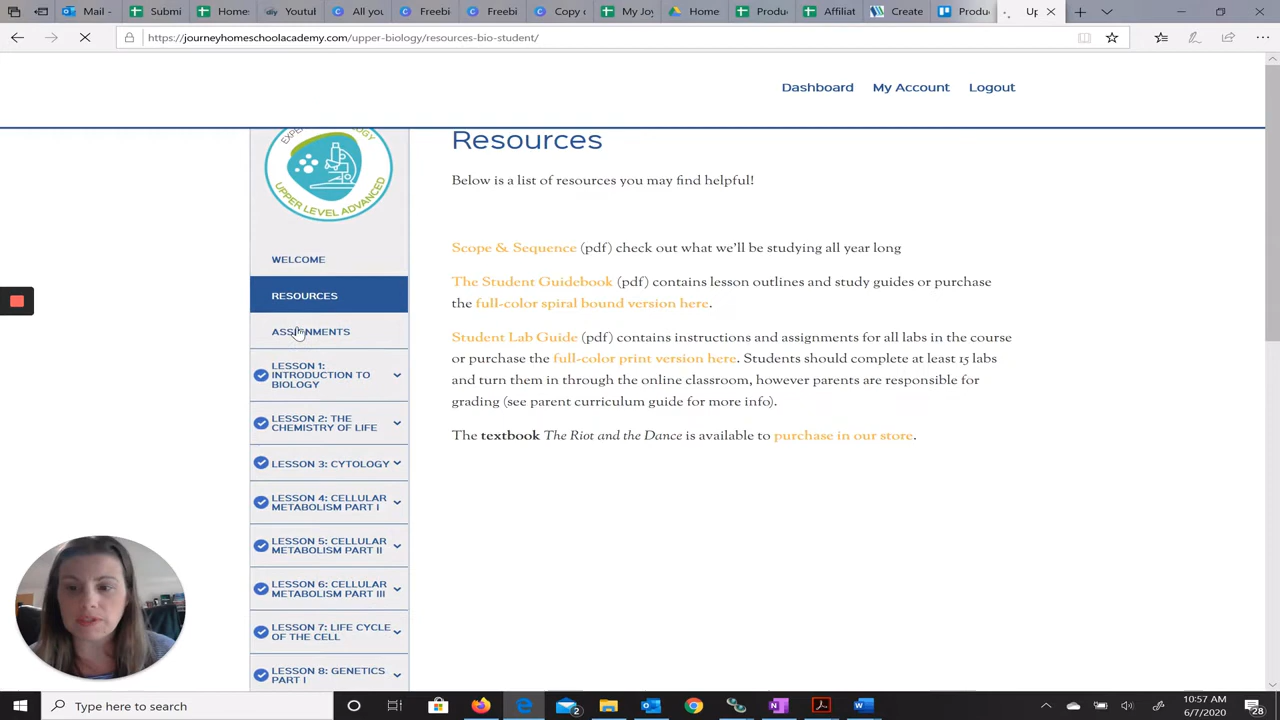 Mail -
Submi
Home:
Youtul
All you
Freebi
Freebi
Copy o
My Joy
Home
Produ
Affiliat
Create
Produ
Up
https://journeyhomeschoolacademy.com/upper-biology/resources-bio-student/
Dashboard My Account Logout
UPPER LEVEL ADVANCED
WELCOME
RESOURCES
ASSIGNMENTS
LESSON 1:
INTRODUCTION TO
BIOLOGY
LESSON 2: THE
CHEMISTRY OF LIFE
LESSON 3: CYTOLOGY
LESSON 4: CELLULAR
METABOLISM PART I
LESSON 5: CELLULAR
METABOLISM PART II
LESSON 6: CELLULAR
METABOLISM PART III
LESSON 7: LIFE CYCLE
OF THE CELL
LESSON 8: GENETICS
PART I
Resources
Below is a list of resources you may find helpful!
Scope & Sequence (pdf) check out what we'll be studying all year long
The Student Guidebook (pdf) contains lesson outlines and study guides or purchase
the full-color spiral bound version here.
Student Lab Guide (pdf) contains instructions and assignments for all labs in the course
or purchase the full-color print version here. Students should complete at least 15 labs
and turn them in through the online classroom, however parents are responsible for
grading (see parent curriculum guide for more info).
The textbook The Riot and the Dance is available to purchase in our store.
Type here to search
2
10:57 AM
6/7/2020
28